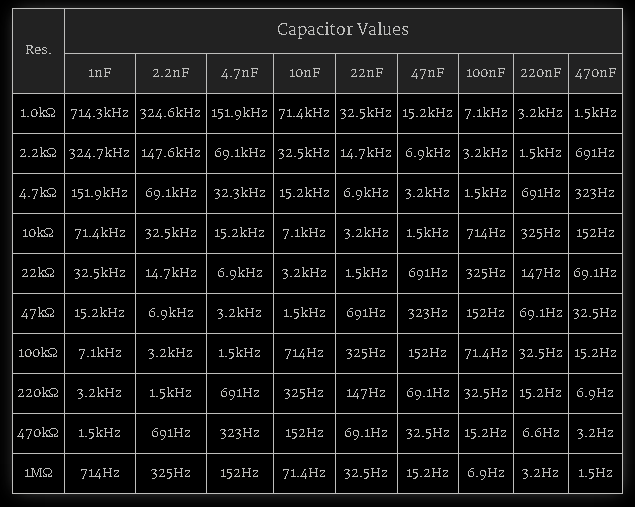 Capacitor Values
Res.
1nF 2.2nF 4.7nF 10nF 22nF 47nF 100nF 220nF 470nF
1.0kΩ 714.3kHz 324.6kHz 151.9kHz 71.4kHz 32.5kHz 15.2kHz 7.1kHz 3.2kHz 1.5kHz
2.2kΩ 324.7kHz 147.6kHz 69.1kHz 32.5kHz 14.7kHz 6.9kHz 3.2kHz 1.5kHz 691Hz
4.7kΩ 151.9kHz 69.1kHz 32.3kHz 15.2kHz 6.9kHz 3.2kHz 1.5kHz 691Hz 323Hz
10kΩ 71.4kHz 32.5kHz 15.2kHz 7.1kHz 3.2kHz 1.5kHz 714Hz 325Hz 152Hz
22kΩ 32.5kHz 14.7kHz 6.9kHz 3.2kHz 1.5kHz 691Hz 325Hz 147Hz 69.1Hz
47kΩ 15.2kHz 6.9kHz 3.2kHz 1.5kHz 691Hz 323Hz 152Hz 69.1Hz 32.5Hz
100kΩ 7.1kHz 3.2kHz 1.5kHz 714Hz 325Hz 152Hz 71.4Hz 32.5Hz 15.2Hz
220kΩ 3.2kHz 1.5kHz 691Hz 325Hz 147Hz 69.1Hz 32.5Hz 15.2Hz 6.9Hz
470kΩ 1.5kHz 691Hz 323Hz 152Hz 69.1Hz 32.5Hz 15.2Hz 6.6Hz 3.2Hz
1MΩ 714Hz 325Hz 152Hz 71.4Hz 32.5Hz 15.2Hz 6.9Hz 3.2Hz 1.5Hz